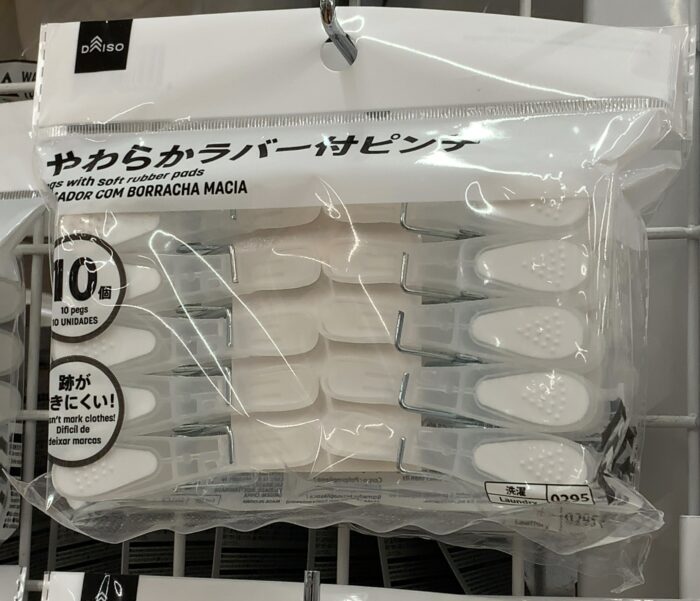 DAISO
やわらかラバー付ピンチ
gs with soft rubber pads
ADOR COM BORRACHA MACIA
10個
10 pegs
10 UNIDADES
跡が
きにくい!
n't mark clothes!
Difícil de
deixar marcas
洗濯
Laundry
0295
DAISO